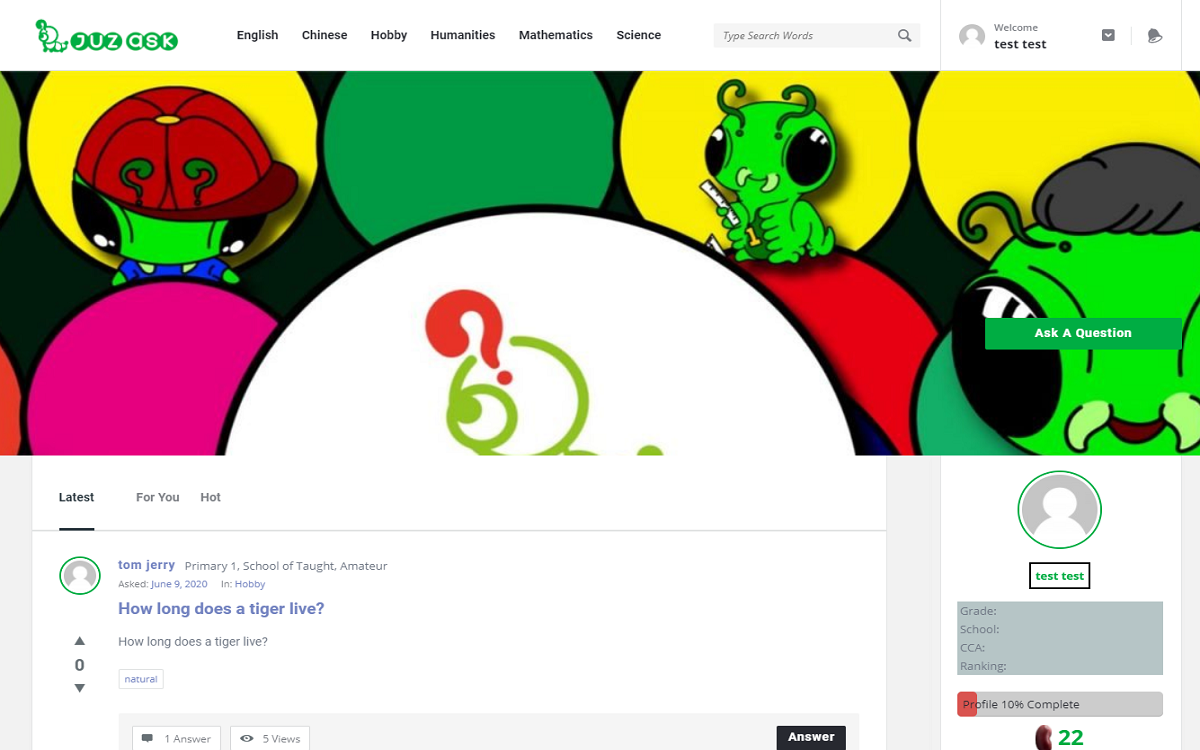 JUZ ask
English Chinese Hobby Humanities Mathematics Science
Type Search Words
Welcome
test test
1
Ask A Question
Latest For You Hot
tom jerry Primary 1, School of Taught, Amateur
Asked: June 9, 2020 In: Hobby
How long does a tiger live?
How long does a tiger live?
0
natural
1 Answer 5 Views Answer
test test
Grade:
School:
CCA:
Ranking:
Profile 10% Complete
22